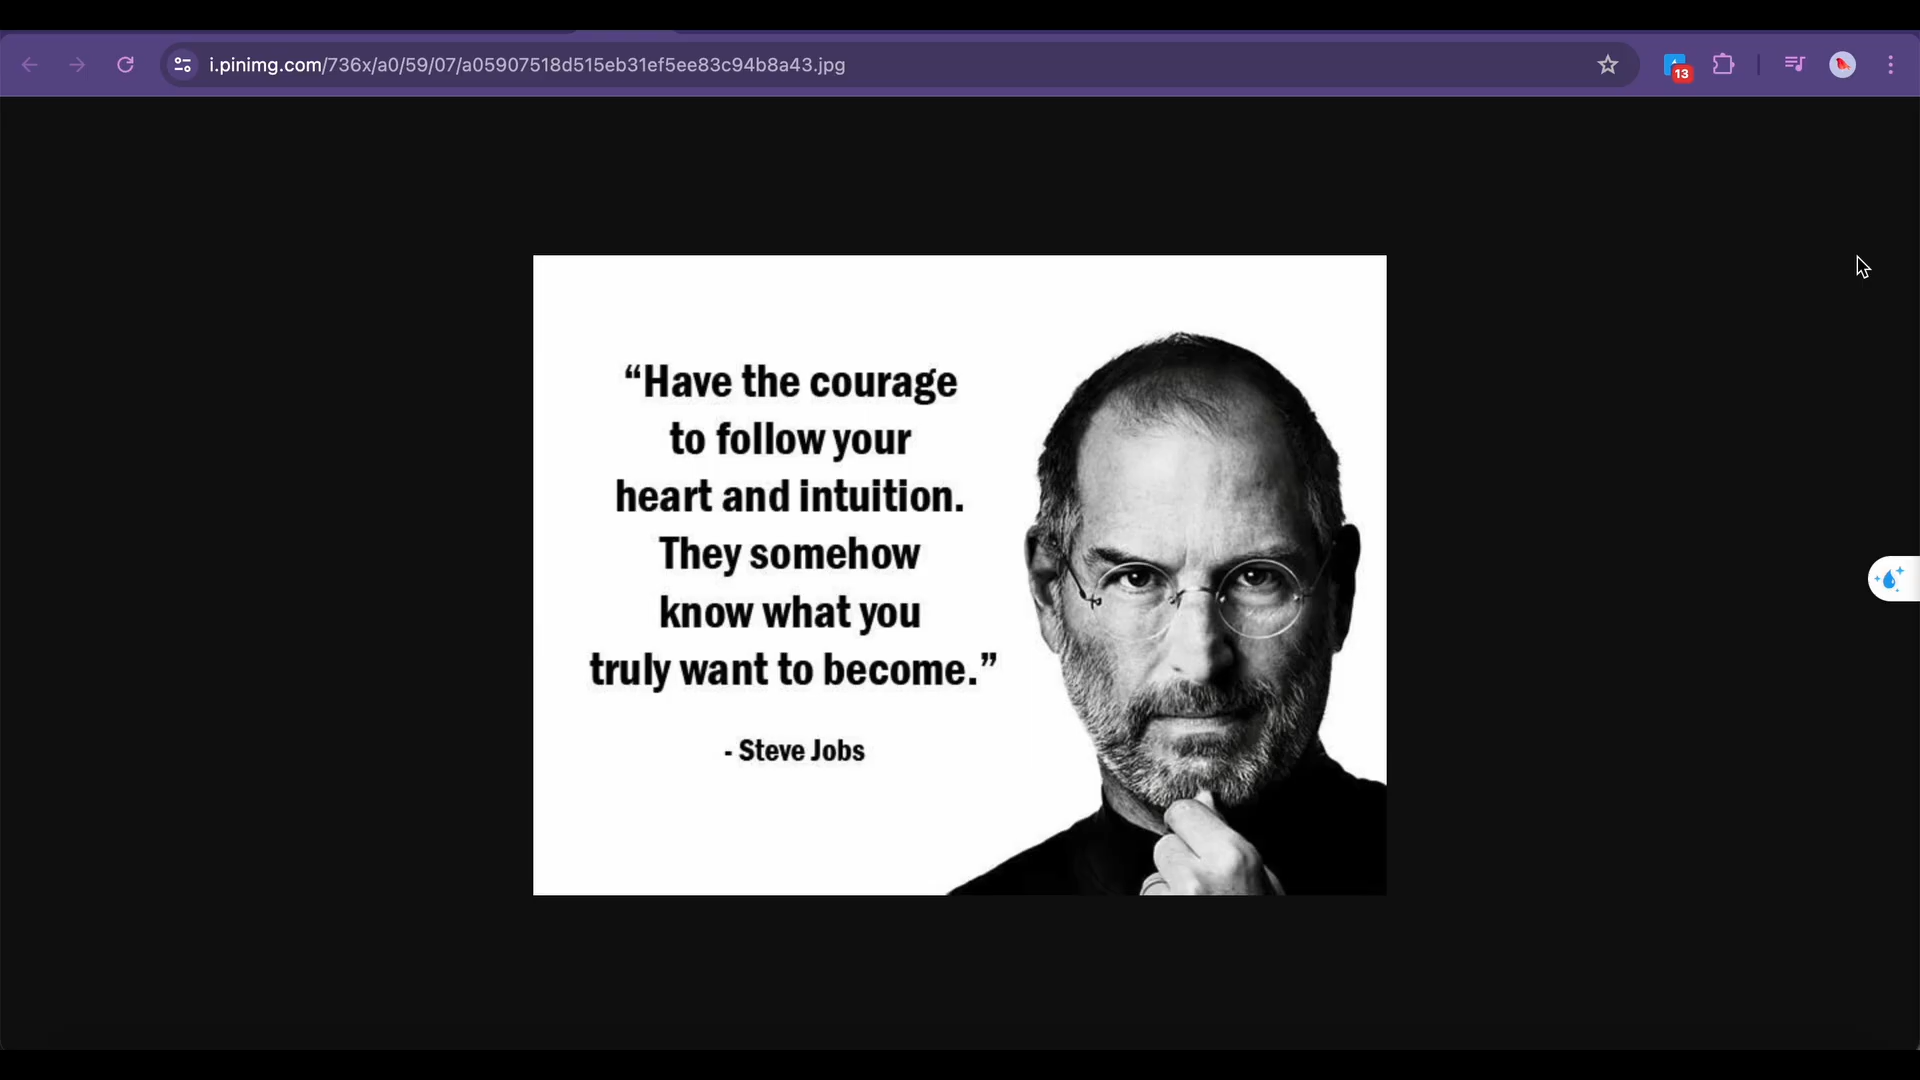 i.pinimg.com/736x/a0/59/07/a05907518d515eb31ef5ee83c94b8a43.jpg
13
“Have the courage
to follow your
heart and intuition.
They somehow
know what you
truly want to become.”
- Steve Jobs